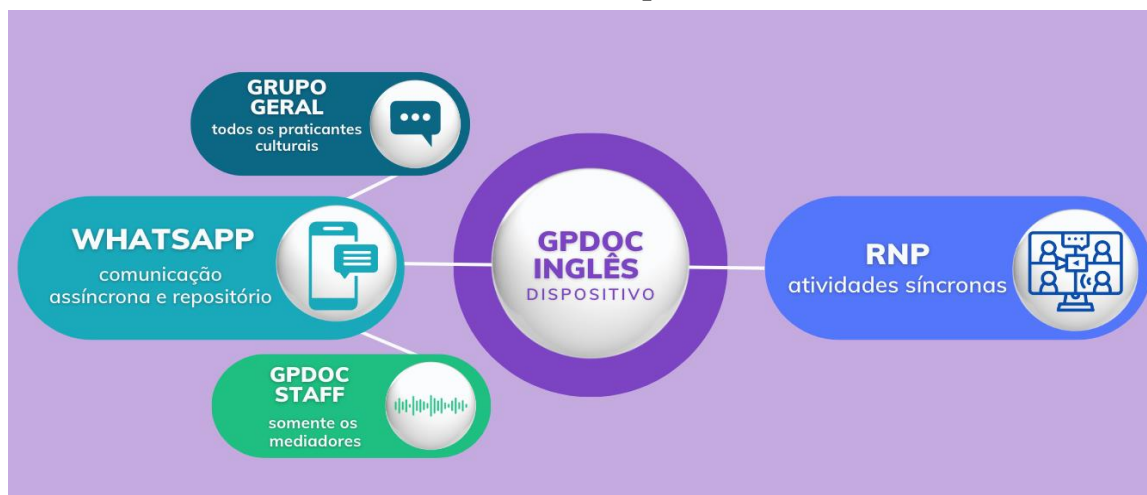 GRUPO
GERAL
todos os praticantes
culturais
WHATSAPP
comunicação
assíncrona e repositório
GPDOC
STAFF
somente os
mediadores
GPDOC
INGLÊS
DISPOSITIVO
RNP
atividades síncronas